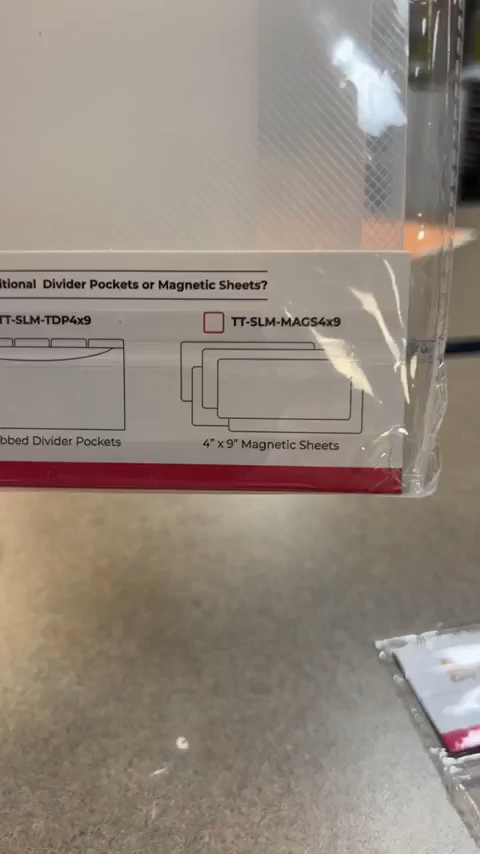 itional Divider Pockets or Magnetic Sheets?
TT-SLM-TDP4x9
TT-SLM-MAGS4x9
bbed Divider Pockets
4" x 9" Magnetic Sheets